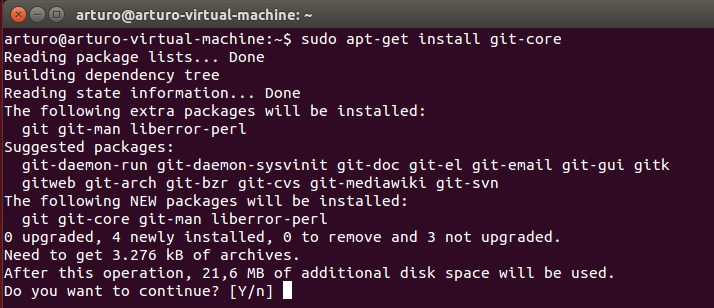 arturo@arturo-virtual-machine: ~
arturo@arturo-virtual-machine:~$ sudo apt-get install git-core
Reading package lists... Done
Building dependency tree
Reading state information... Done
The following extra packages will be installed:
  git git-man liberror-perl
Suggested packages:
  git-daemon-run git-daemon-sysvinit git-doc git-el git-email git-gui gitk
  gitweb git-arch git-bzr git-cvs git-mediawiki git-svn
The following NEW packages will be installed:
  git git-core git-man liberror-perl
0 upgraded, 4 newly installed, 0 to remove and 3 not upgraded.
Need to get 3.276 kB of archives.
After this operation, 21,6 MB of additional disk space will be used.
Do you want to continue? [Y/n]